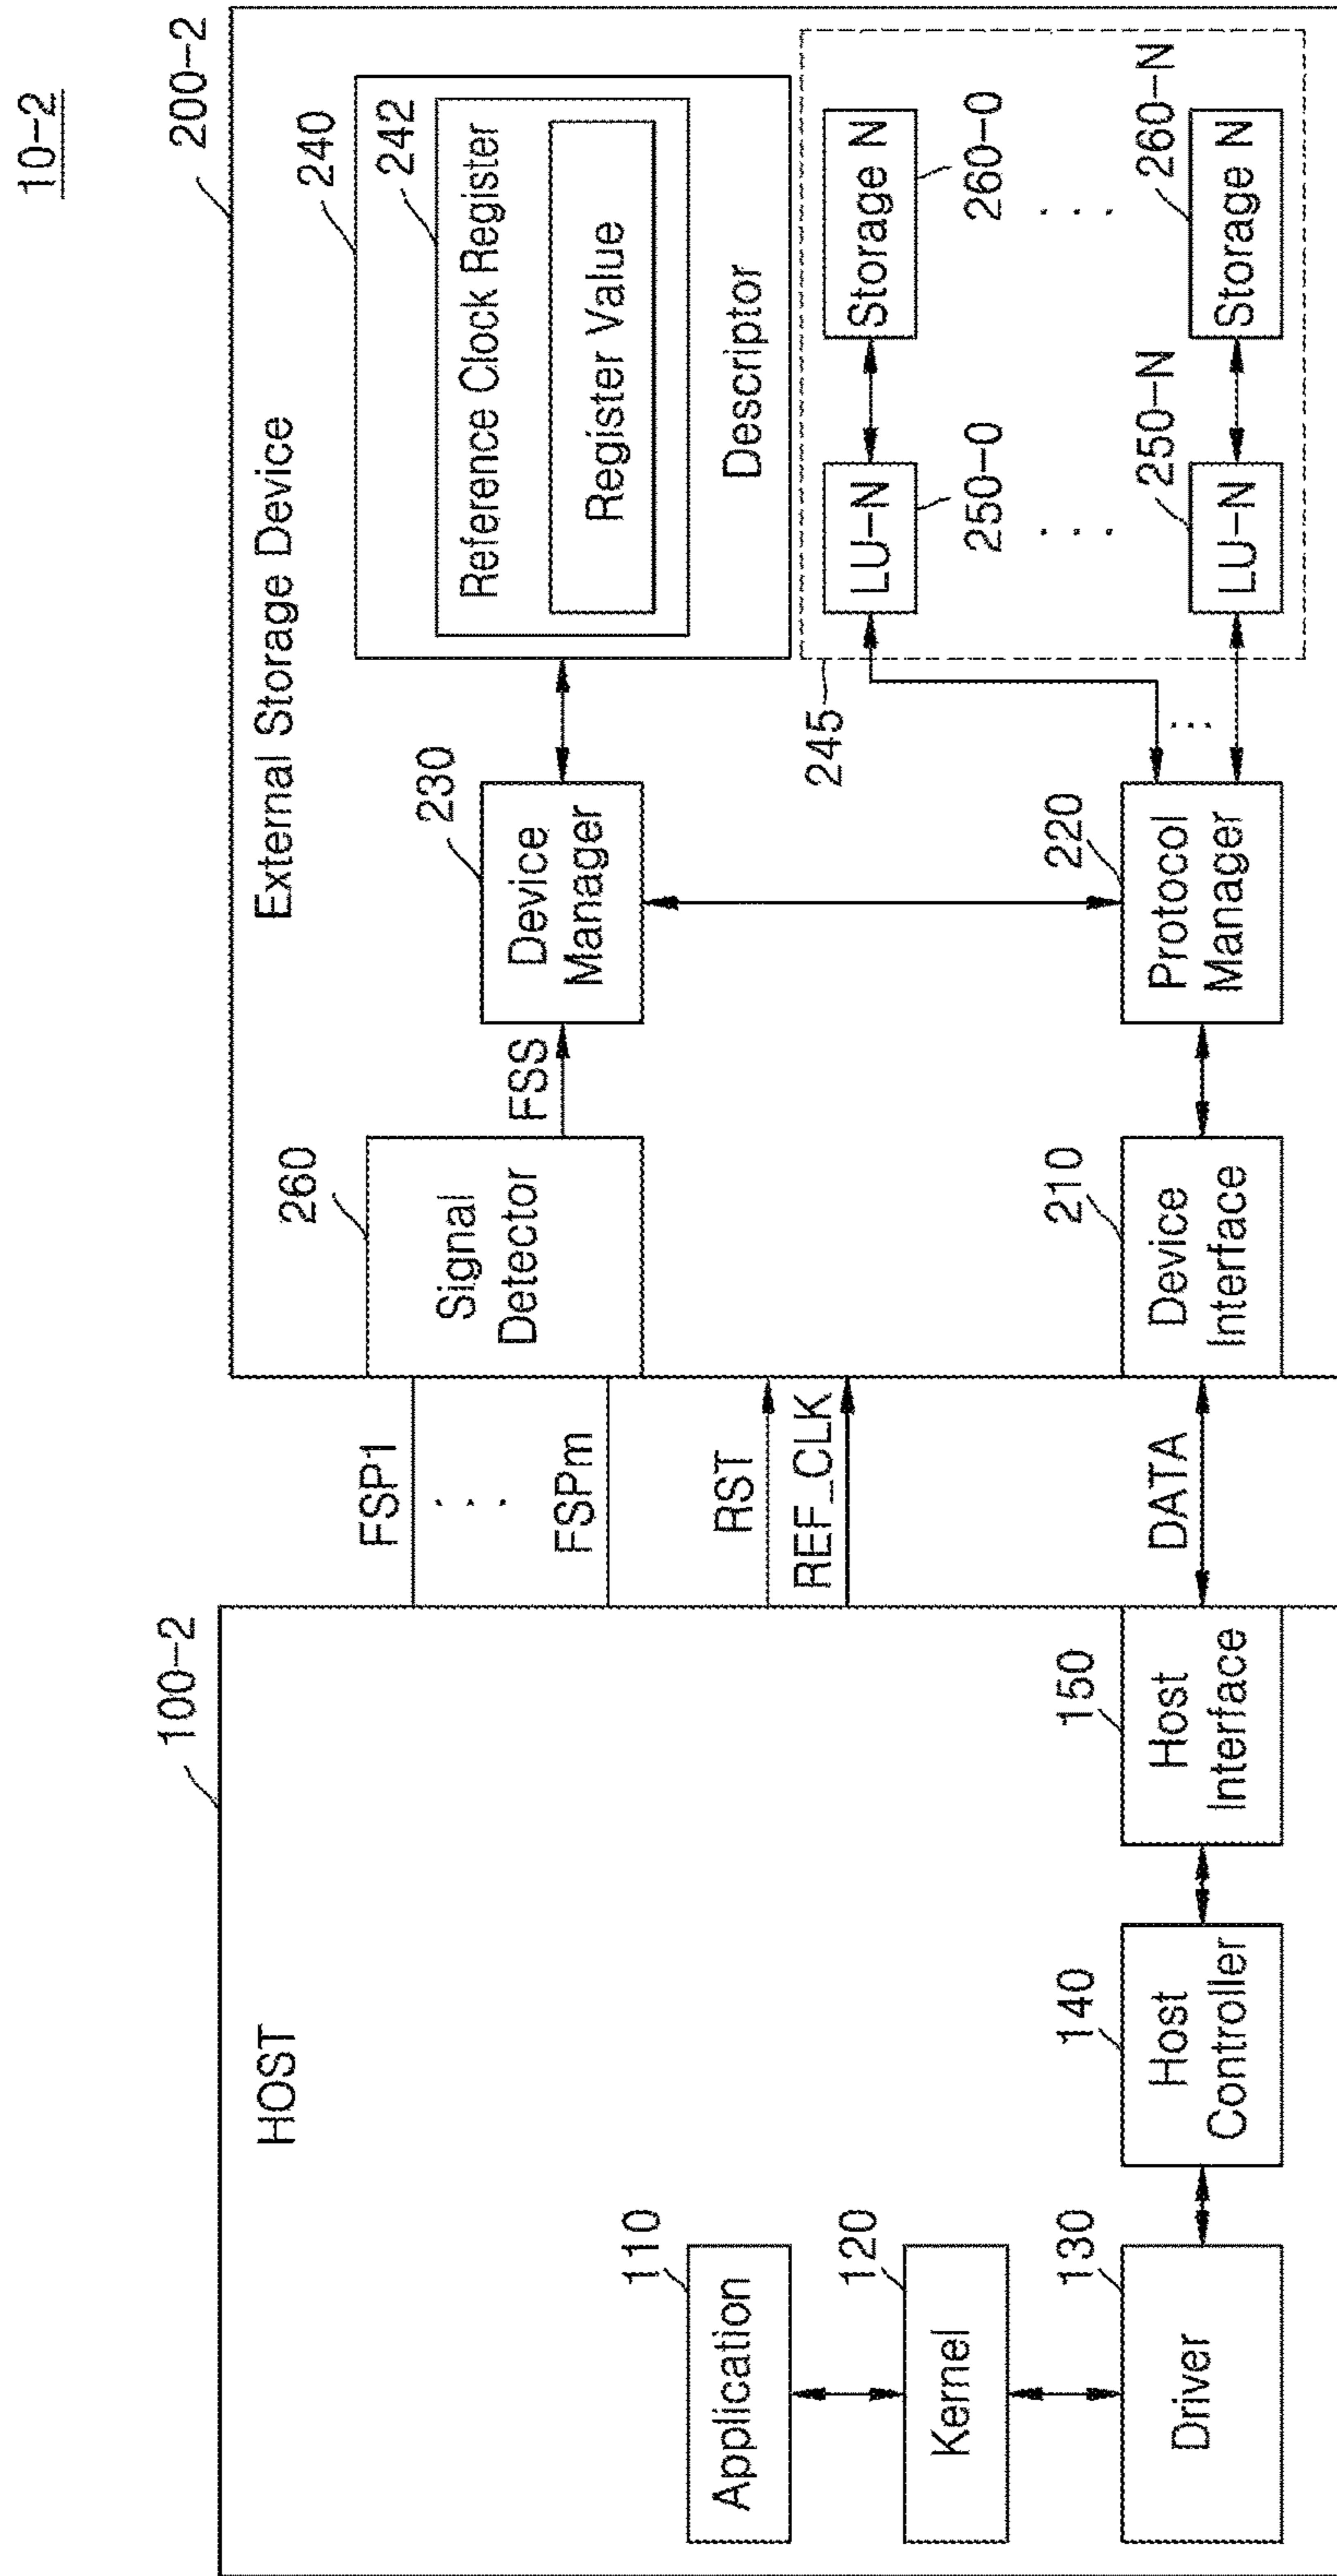 10-2
HOST
100-2
Application
110
Kernel
120
Driver
130
Host
Controller
140
Host
Interface
150
FSP1
FSPm
RST
REF_CLK
DATA
External Storage Device
200-2
Signal
Detector
260
FSS
Device
Manager
230
Device
Interface
210
Protocol
Manager
220
240
Reference Clock Register
242
Register Value
Descriptor
245
LU-N
250-0
Storage N
260-0
LU-N
250-N
Storage N
260-N